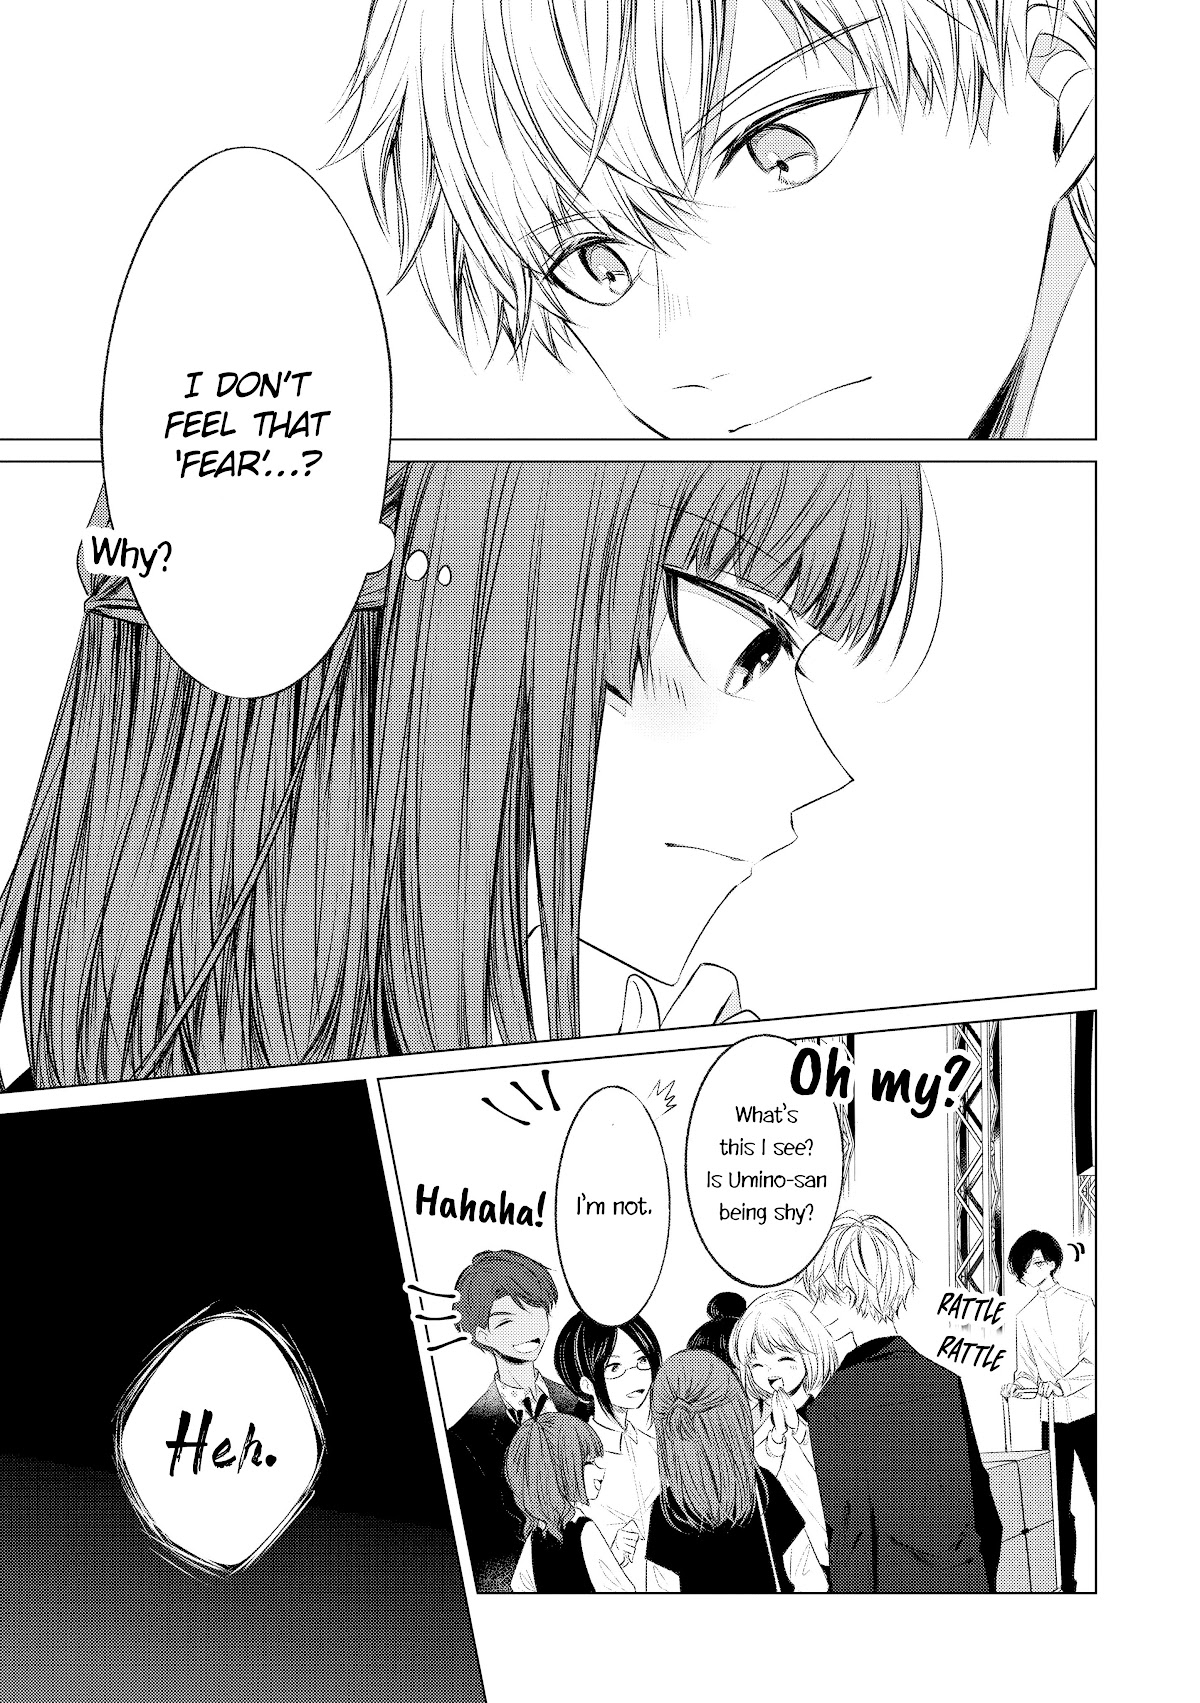 I DON'T
FEEL THAT
'FEAR'...?
Why?
Oh my?
What's
this I see?
Is Umino-san
being shy?
I'm not.
Hahaha!
RATTLE
RATTLE
Heh.